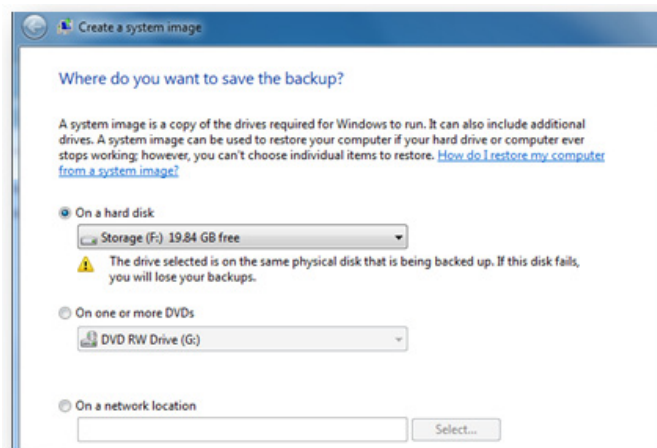 Create a system image
Where do you want to save the backup?
A system image is a copy of the drives required for Windows to run. It can also include additional
drives. A system image can be used to restore your computer if your hard drive or computer ever
stops working; however, you can't choose individual items to restore. How do I restore my computer
from a system image?
On a hard disk
Storage (F:) 19.84 GB free
The drive selected is on the same physical disk that is being backed up. If this disk fails,
you will lose your backups.
On one or more DVDs
DVD RW Drive (G:)
On a network location
Select...